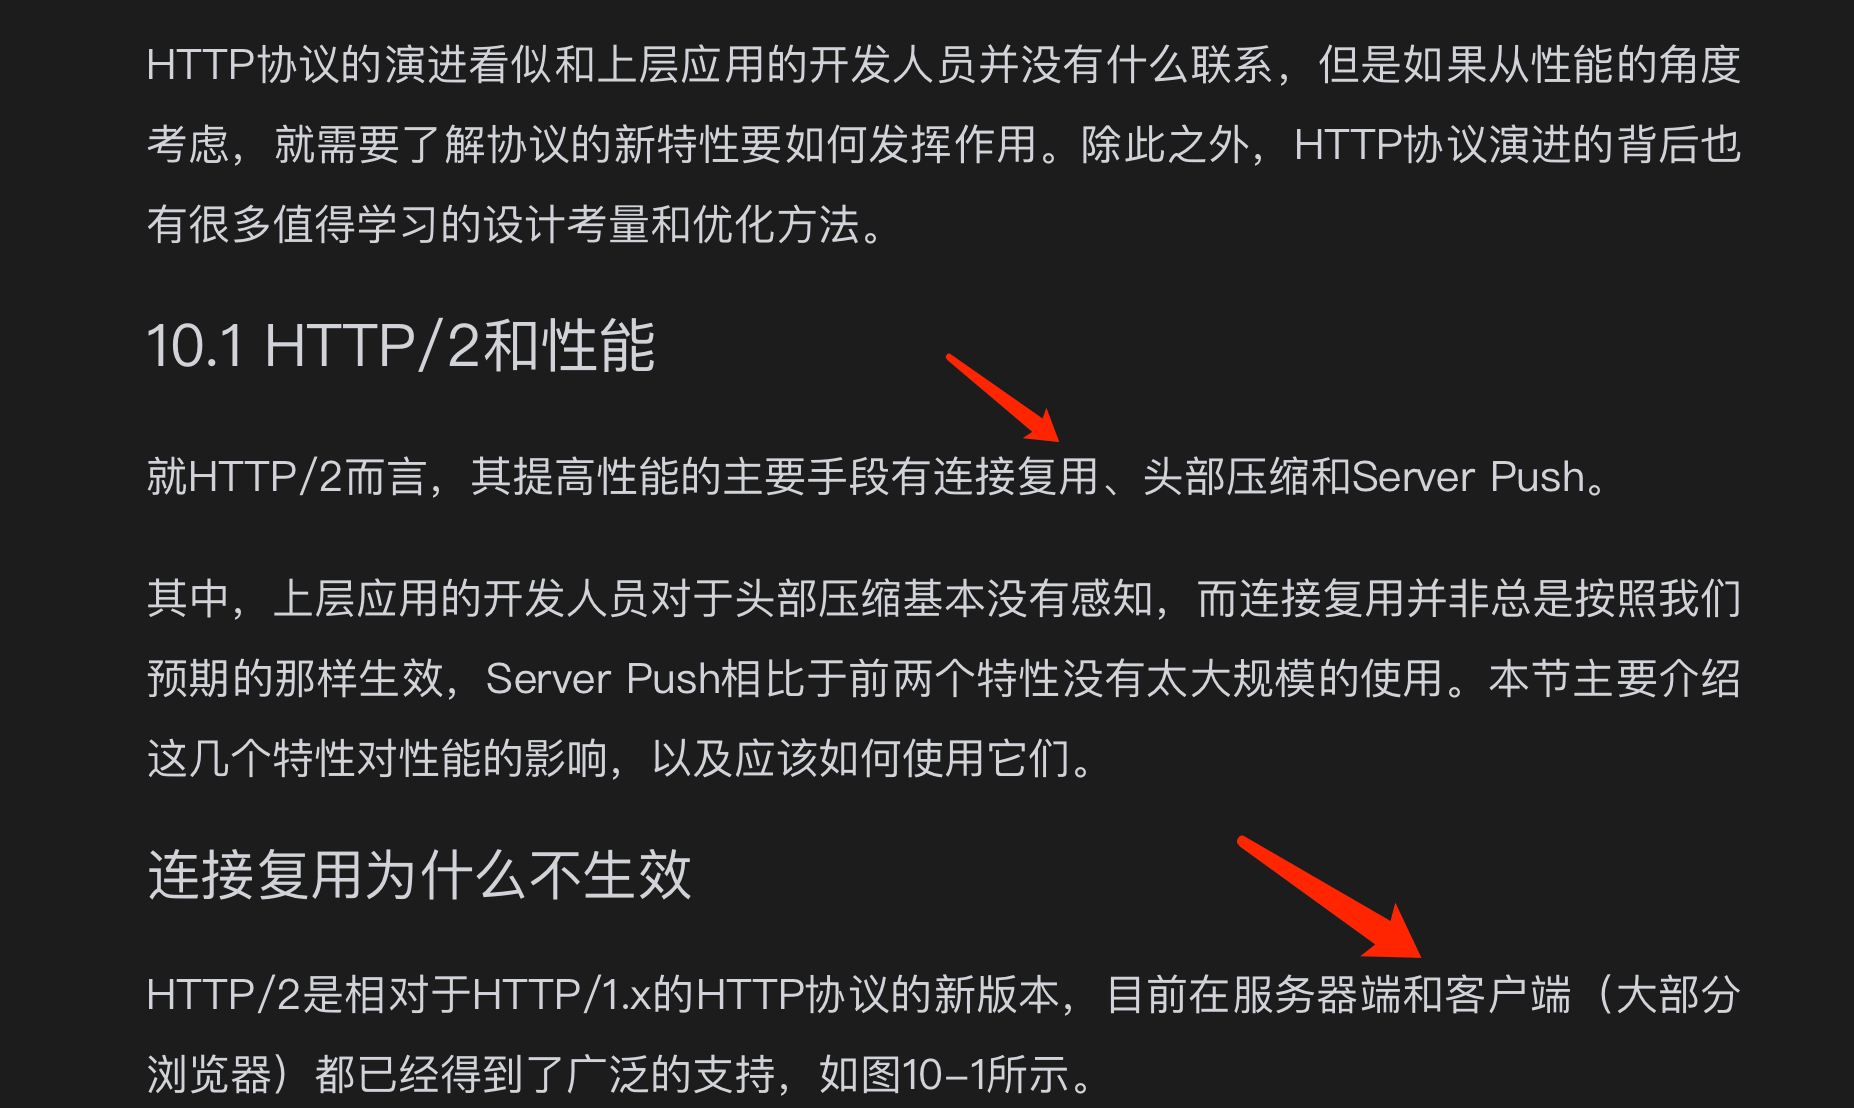 HTTP协议的演进看似和上层应用的开发人员并没有什么联系，但是如果从性能的角度
考虑，就需要了解协议的新特性要如何发挥作用。除此之外，HTTP协议演进的背后也
有很多值得学习的设计考量和优化方法。
10.1 HTTP/2和性能
就HTTP/2而言，其提高性能的主要手段有连接复用、头部压缩和Server Push。
其中，上层应用的开发人员对于头部压缩基本没有感知，而连接复用并非总是按照我们
预期的那样生效，Server Push相比于前两个特性没有太大规模的使用。本节主要介绍
这几个特性对性能的影响，以及应该如何使用它们。
连接复用为什么不生效
HTTP/2是相对于HTTP/1.x的HTTP协议的新版本，目前在服务器端和客户端（大部分
浏览器）都已经得到了广泛的支持，如图10–1所示。